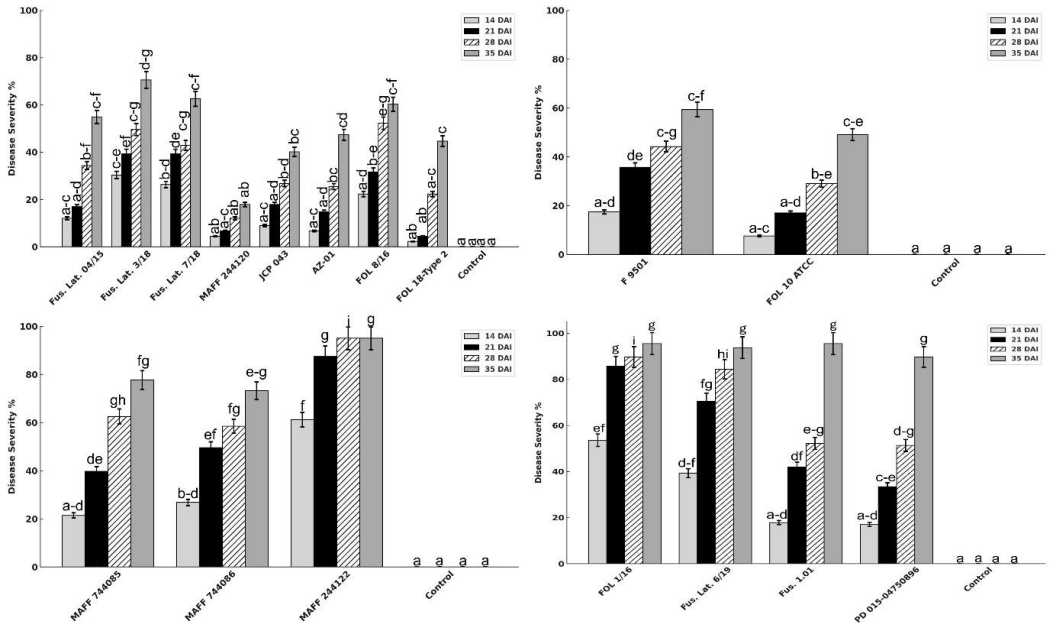 100
80
60
40
20
0
Disease Severity %
14 DAI
21 DAI
28 DAI
35 DAI
a-c a-d b-f c-f
c-e ef c-g d-g
b-d de c-g c-f
ab a-c ab ab
a-c a-d b-d bc
a-c a-d bc cd
a-c b-e e-g c-f
ab ab a-c c-d
a a a a
Fus. Lat. 04/15
Fus. Lat. 3/18
Fus. Lat. 7/18
MAFF 244120
JCP 043
AZ-01
FOL 8/16
FOL 18-Type 2
Control
100
80
60
40
20
0
Disease Severity %
14 DAI
21 DAI
28 DAI
35 DAI
a-d de c-g c-f
a-c a-d b-e c-e
a a a a
F 9501
FOL 10 ATCC
Control
100
80
60
40
20
0
Disease Severity %
14 DAI
21 DAI
28 DAI
35 DAI
a-d de gh fg
b-d ef fg e-g
f g i g
a a a a
MAFF 744085
MAFF 744086
MAFF 244122
Control
100
80
60
40
20
0
Disease Severity %
14 DAI
21 DAI
28 DAI
35 DAI
ef g i g
d-f fg hi g
a-d df e-g g
a-d c-e d-g g
a a a a
FOL 1/16
Fus. Lat. 6/19
Fus. 1.01
PD 015-04750896
Control